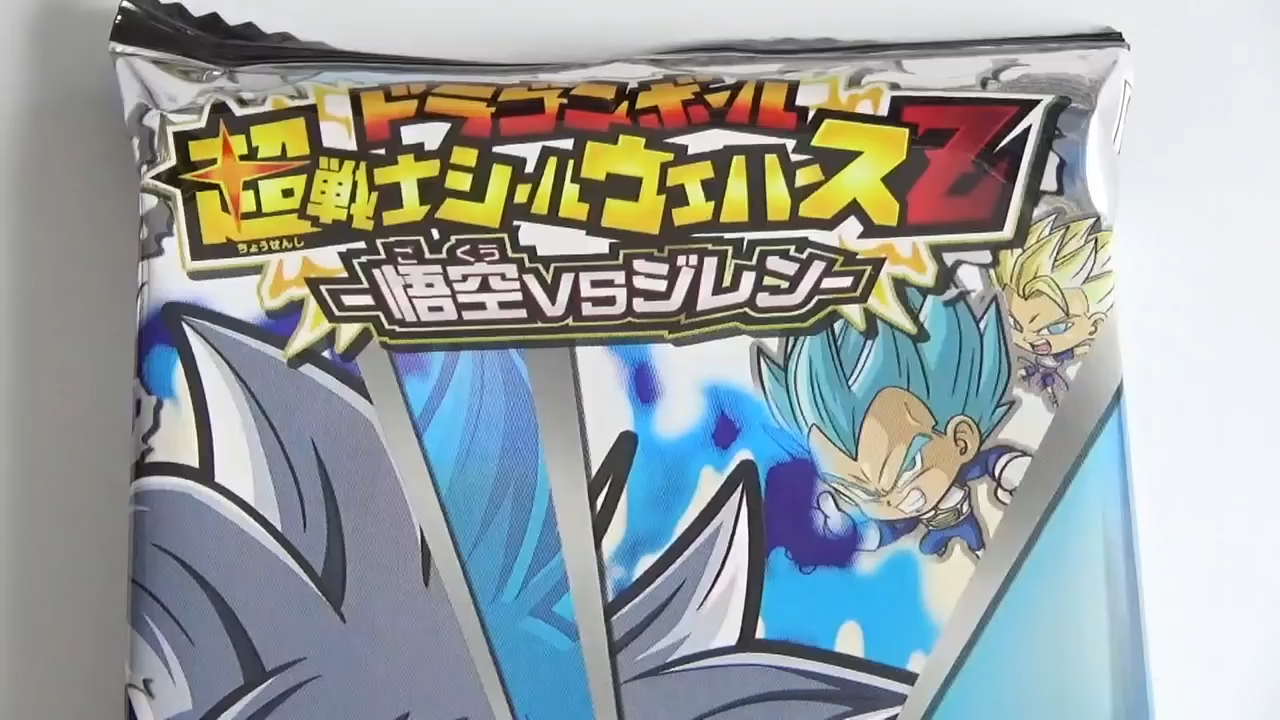 ドラゴンボール
超戦士シールウエハースZ
ちょうせんし
ごくう
-悟空VSジレン-